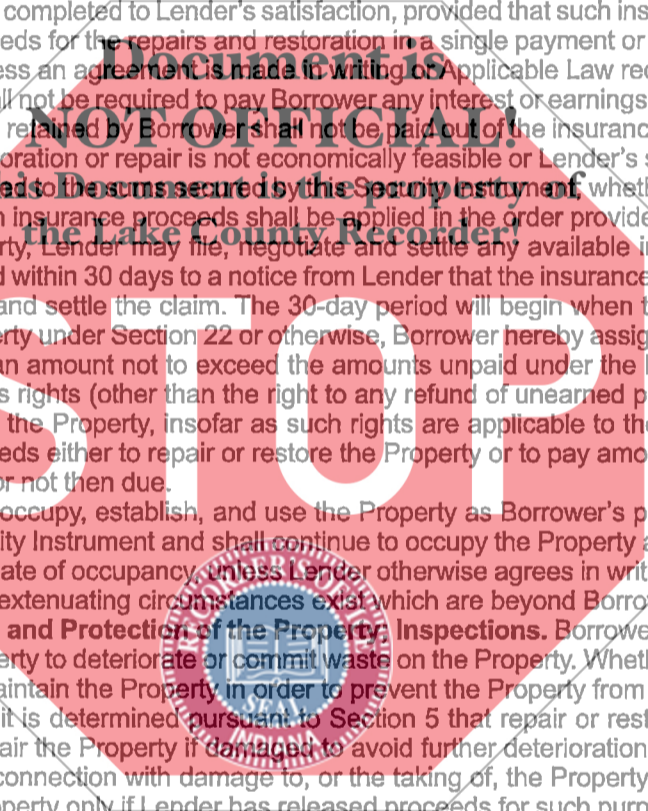 completed to Lender's satisfaction, provided that such ins
eds for the repairs and restoration in a single payment or
Document is
ess an agreement is made in writing or Applicable Law req
ll not be required to pay Borrower any interest or earnings
NOT OFFICIAL!
retained by Borrower shall not be paid out of the insuranc
oration or repair is not economically feasible or Lender's s
ed to the sums secured by this Security Instrument, wheth
is Document is the property of
n insurance proceeds shall be applied in the order provide
the Lake County Recorder!
rty, Lender may file, negotiate and settle any available i
d within 30 days to a notice from Lender that the insurance
and settle the claim. The 30-day period will begin when t
STOP
erty under Section 22 or otherwise, Borrower hereby assig
an amount not to exceed the amounts unpaid under the
s rights (other than the right to any refund of unearned p
the Property, insofar as such rights are applicable to the
eds either to repair or restore the Property or to pay amo
or not then due.
occupy, establish, and use the Property as Borrower's p
ity Instrument and shall continue to occupy the Property a
ate of occupancy, unless Lender otherwise agrees in writ
extenuating circumstances exist which are beyond Borro
and Protection of the Property; Inspections. Borrowe
erty to deteriorate or commit waste on the Property. Wheth
aintain the Property in order to prevent the Property from
it is determined pursuant to Section 5 that repair or rest
air the Property if damaged to avoid further deterioration
connection with damage to, or the taking of, the Property
perty only if Lender has released proceeds for such purpo
RECORDER'S OFFICE
SEAL
INDIANA